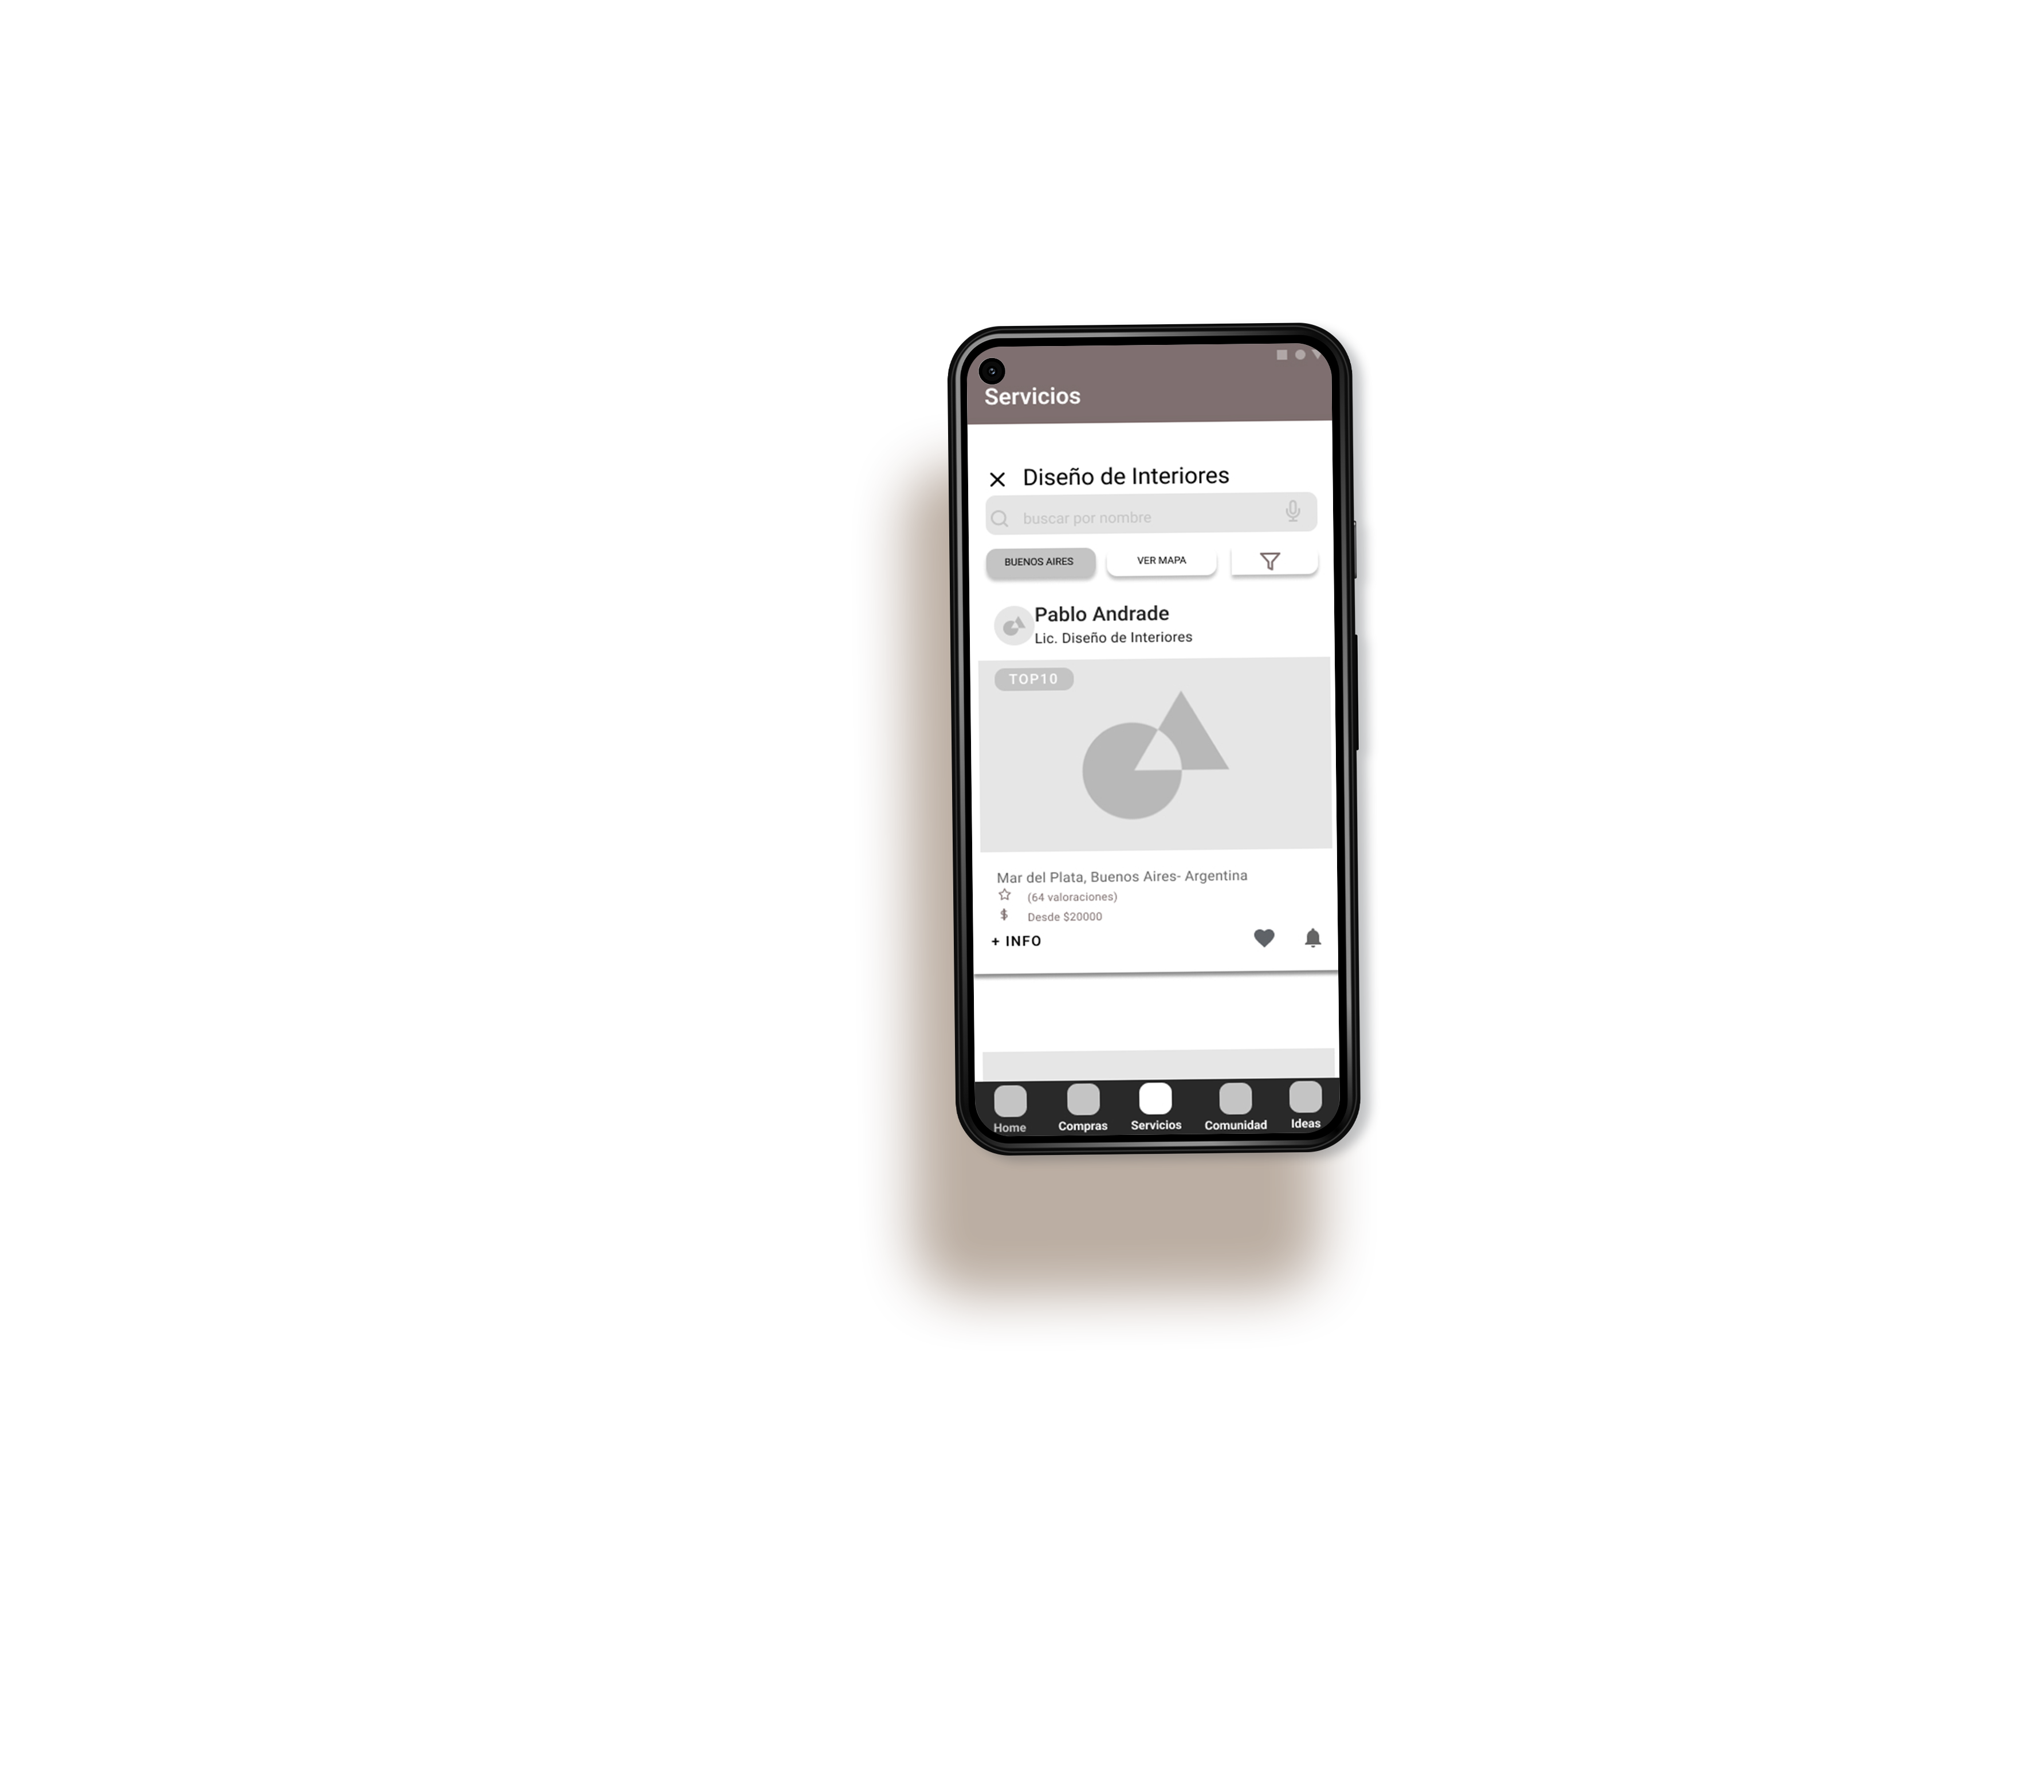 Servicios
Diseño de Interiores
buscar por nombre
BUENOS AIRES
VER MAPA
Pablo Andrade
Lic. Diseño de Interiores
TOP10
Mar del Plata, Buenos Aires- Argentina
(64 valoraciones)
$ Desde $20000
+ INFO
Home
Compras
Servicios
Comunidad
Ideas